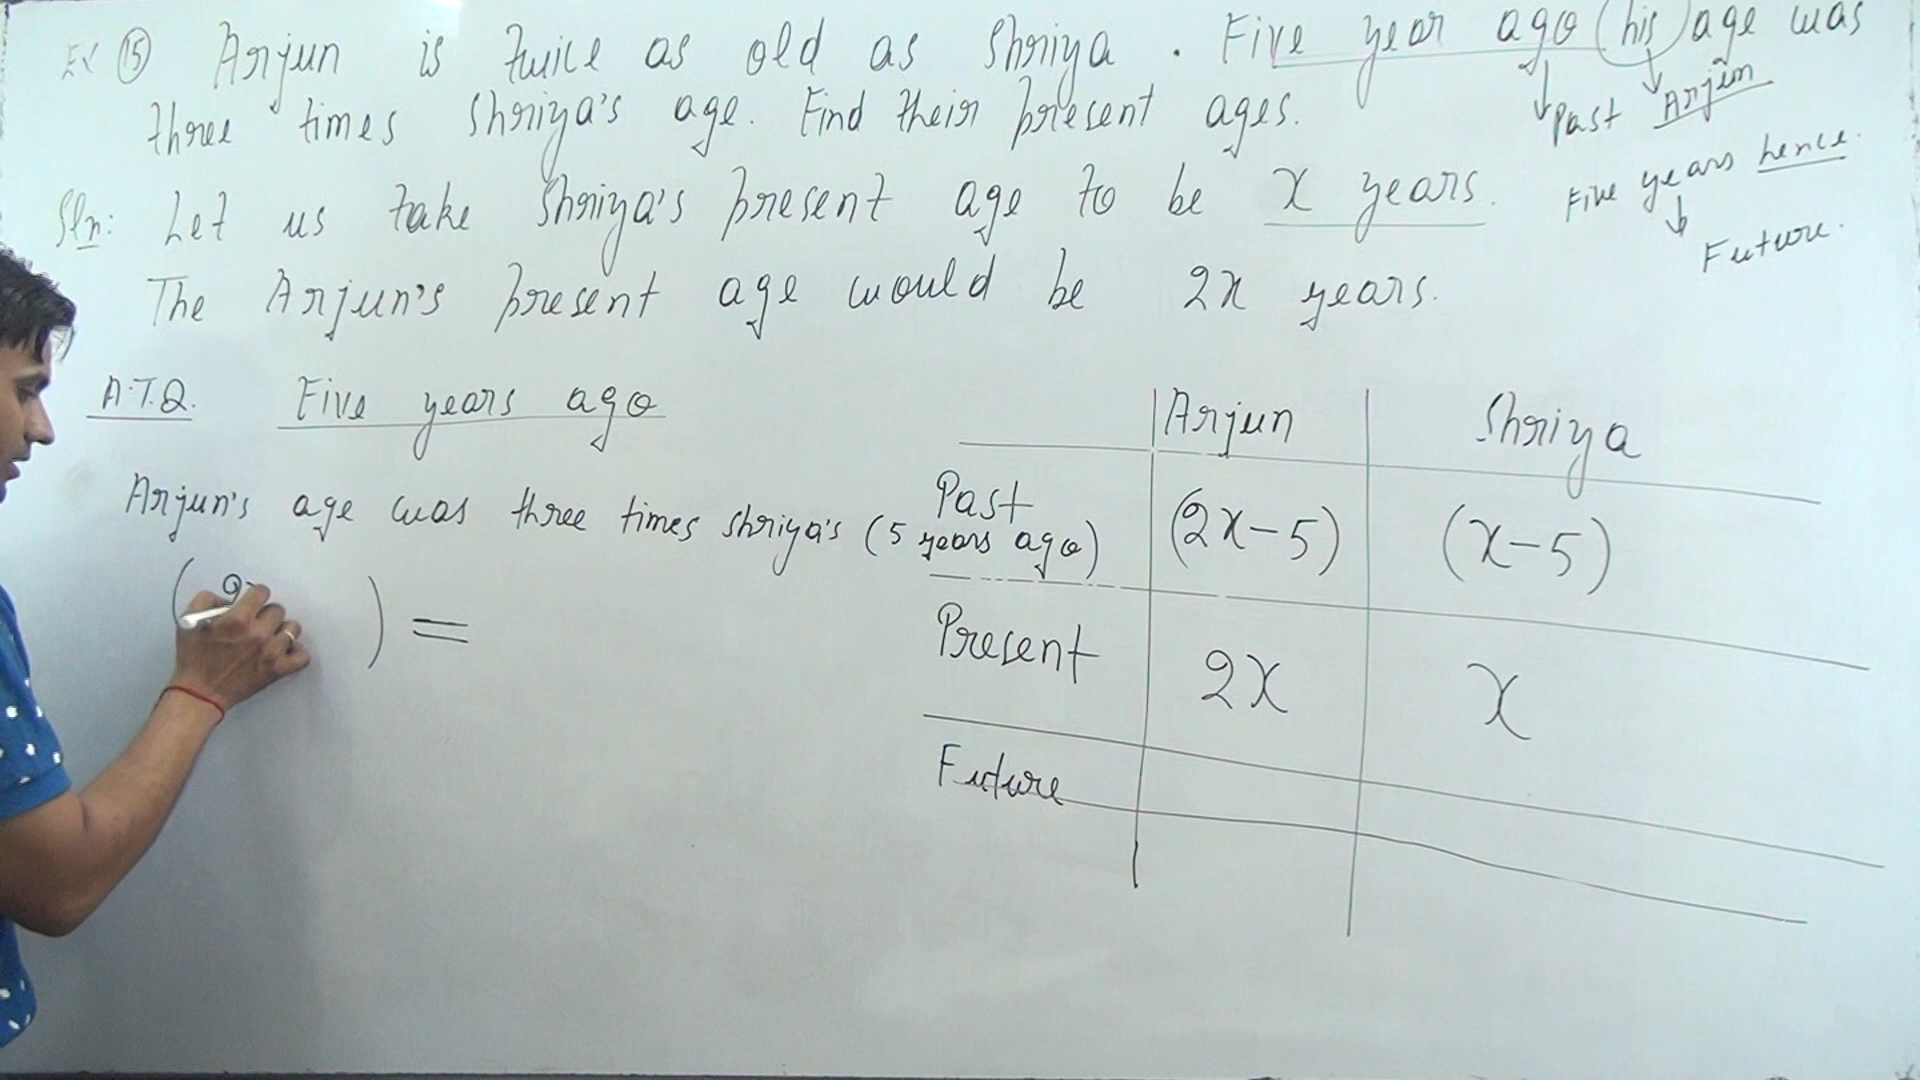 Ex (15) Arjun is twice as old as Shriya. Five year ago (his) age was
three times Shriya's age. Find their present ages.
Past Arjun
Sln: Let us take Shriya's present age to be x years.
Five years hence.
Future.
The Arjun's present age would be 2x years.
A.T.Q. Five years ago
Arjun's age was three times shriya's
( ) =
Arjun Shriya
Past (2x-5) (x-5)
(5 years ago)
Present 2x x
Future